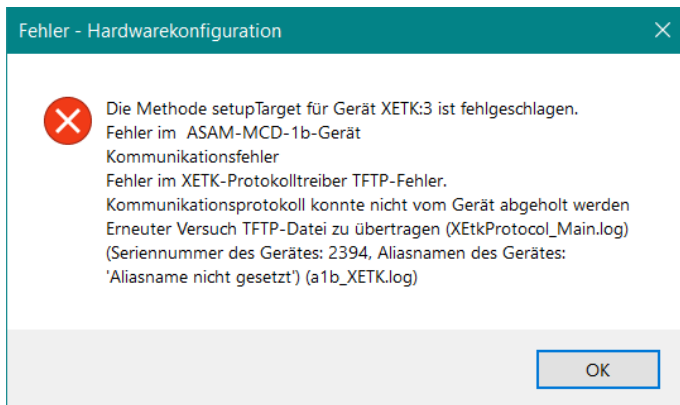 Fehler - Hardwarekonfiguration
Die Methode setupTarget für Gerät XETK:3 ist fehlgeschlagen.
Fehler im  ASAM-MCD-1b-Gerät
Kommunikationsfehler
Fehler im XETK-Protokolltreiber TFTP-Fehler.
Kommunikationsprotokoll konnte nicht vom Gerät abgeholt werden
Erneuter Versuch TFTP-Datei zu übertragen (XEtkProtocol_Main.log)
(Seriennummer des Gerätes: 2394, Aliasnamen des Gerätes:
'Aliasname nicht gesetzt') (a1b_XETK.log)
OK